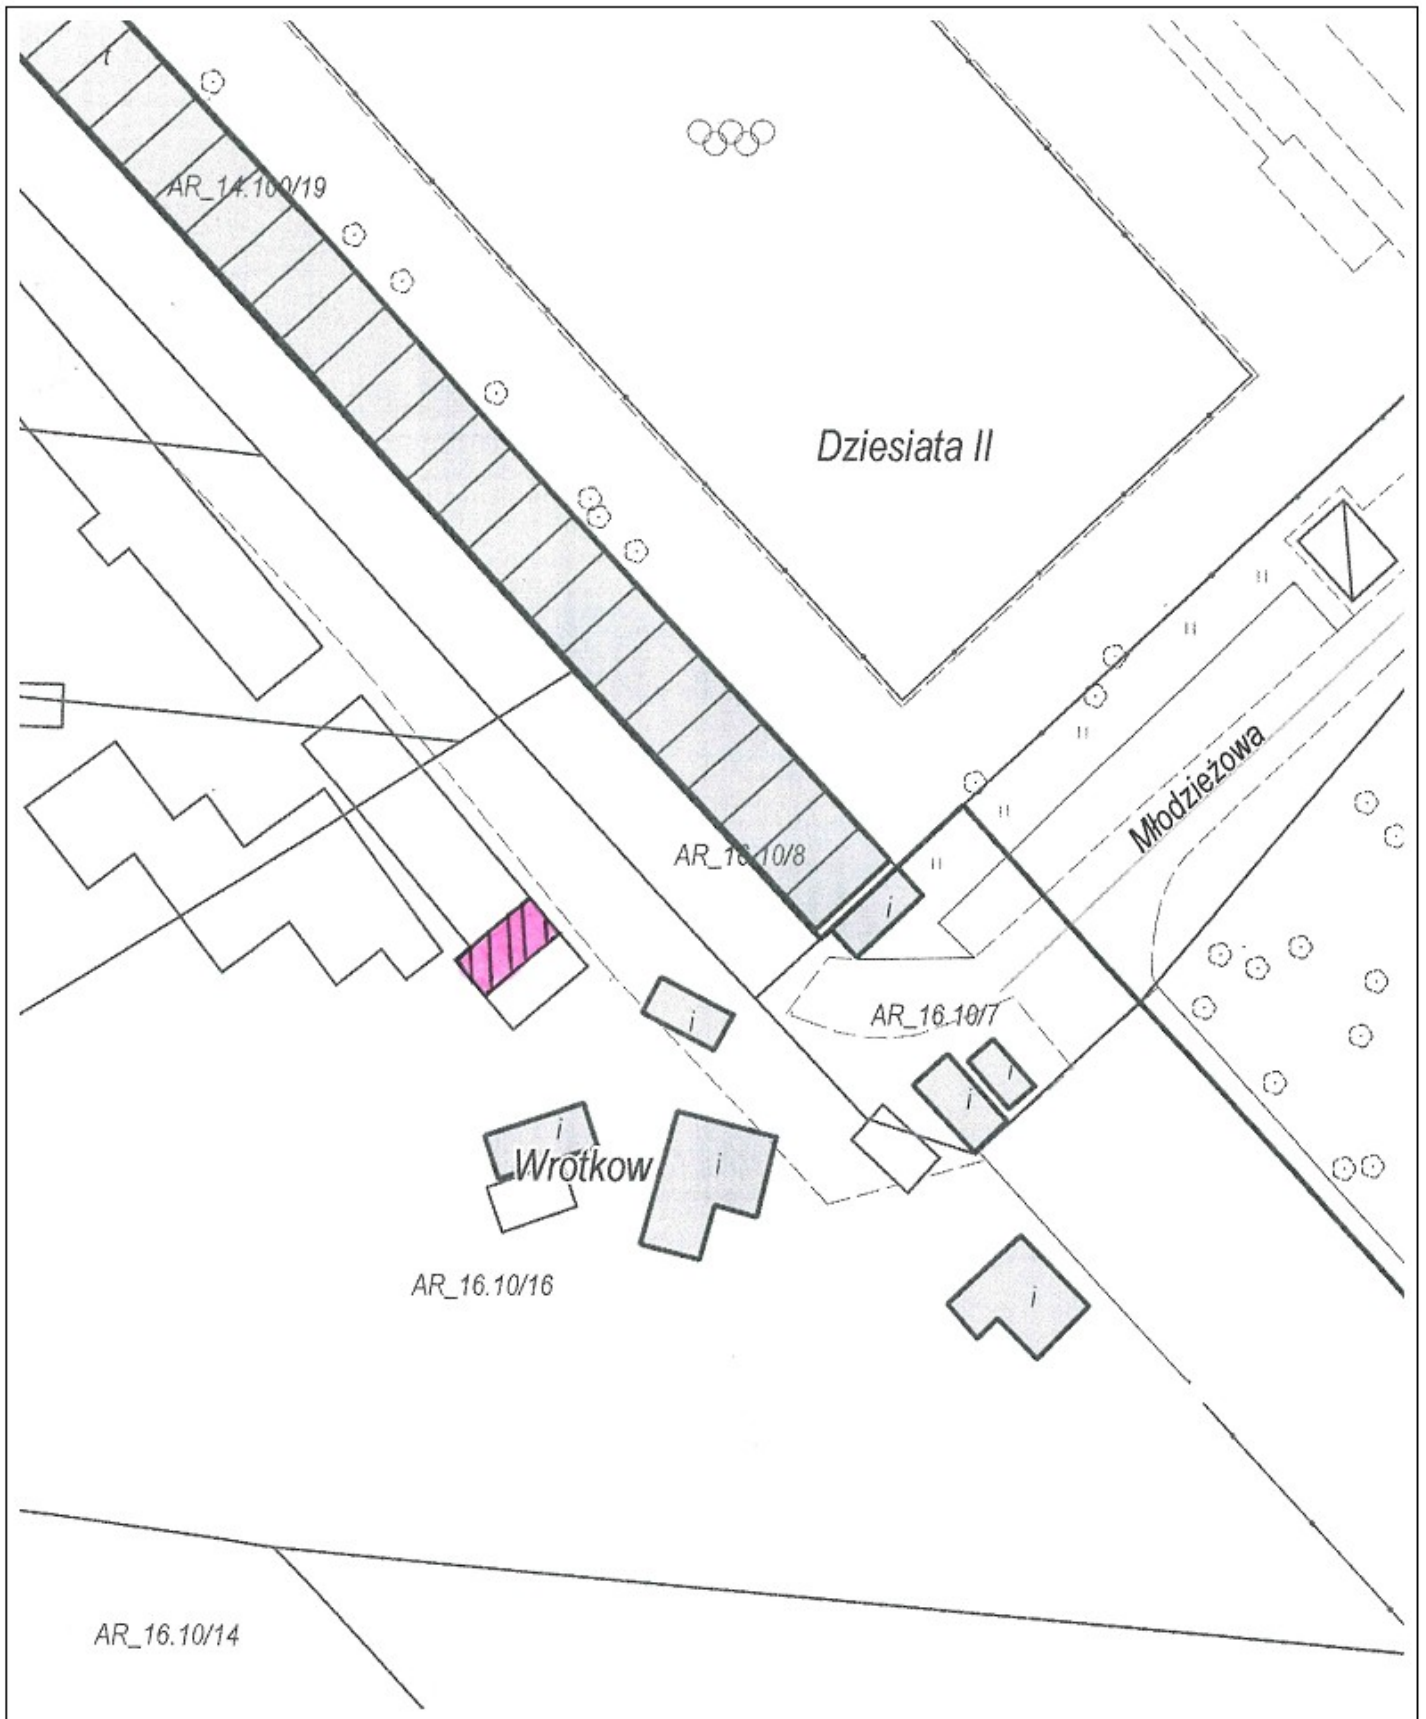 t
AR_14.100/19
Dziesiata II
Młodzieżowa
AR_16.10/8
i
AR_16.10/7
i
i
i
i
Wrotkow
i
i
AR_16.10/16
AR_16.10/14